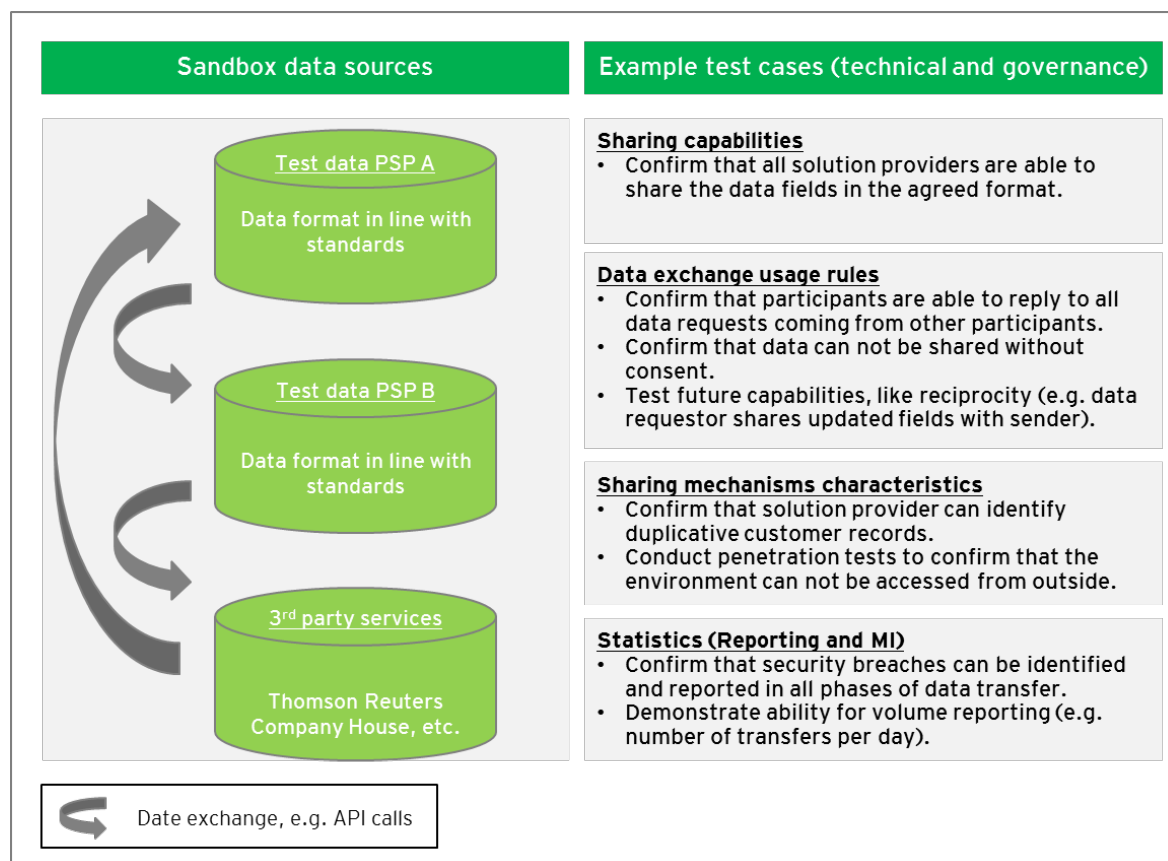 Sandbox data sources
Test data PSP A
Data format in line with
standards
Test data PSP B
Data format in line with
standards
3rd party services
Thomson Reuters
Company House, etc.
Date exchange, e.g. API calls
Example test cases (technical and governance)
Sharing capabilities
• Confirm that all solution providers are able to
share the data fields in the agreed format.
Data exchange usage rules
• Confirm that participants are able to reply to all
data requests coming from other participants.
• Confirm that data can not be shared without
consent.
• Test future capabilities, like reciprocity (e.g. data
requestor shares updated fields with sender).
Sharing mechanisms characteristics
• Confirm that solution provider can identify
duplicative customer records.
• Conduct penetration tests to confirm that the
environment can not be accessed from outside.
Statistics (Reporting and MI)
• Confirm that security breaches can be identified
and reported in all phases of data transfer.
• Demonstrate ability for volume reporting (e.g.
number of transfers per day).